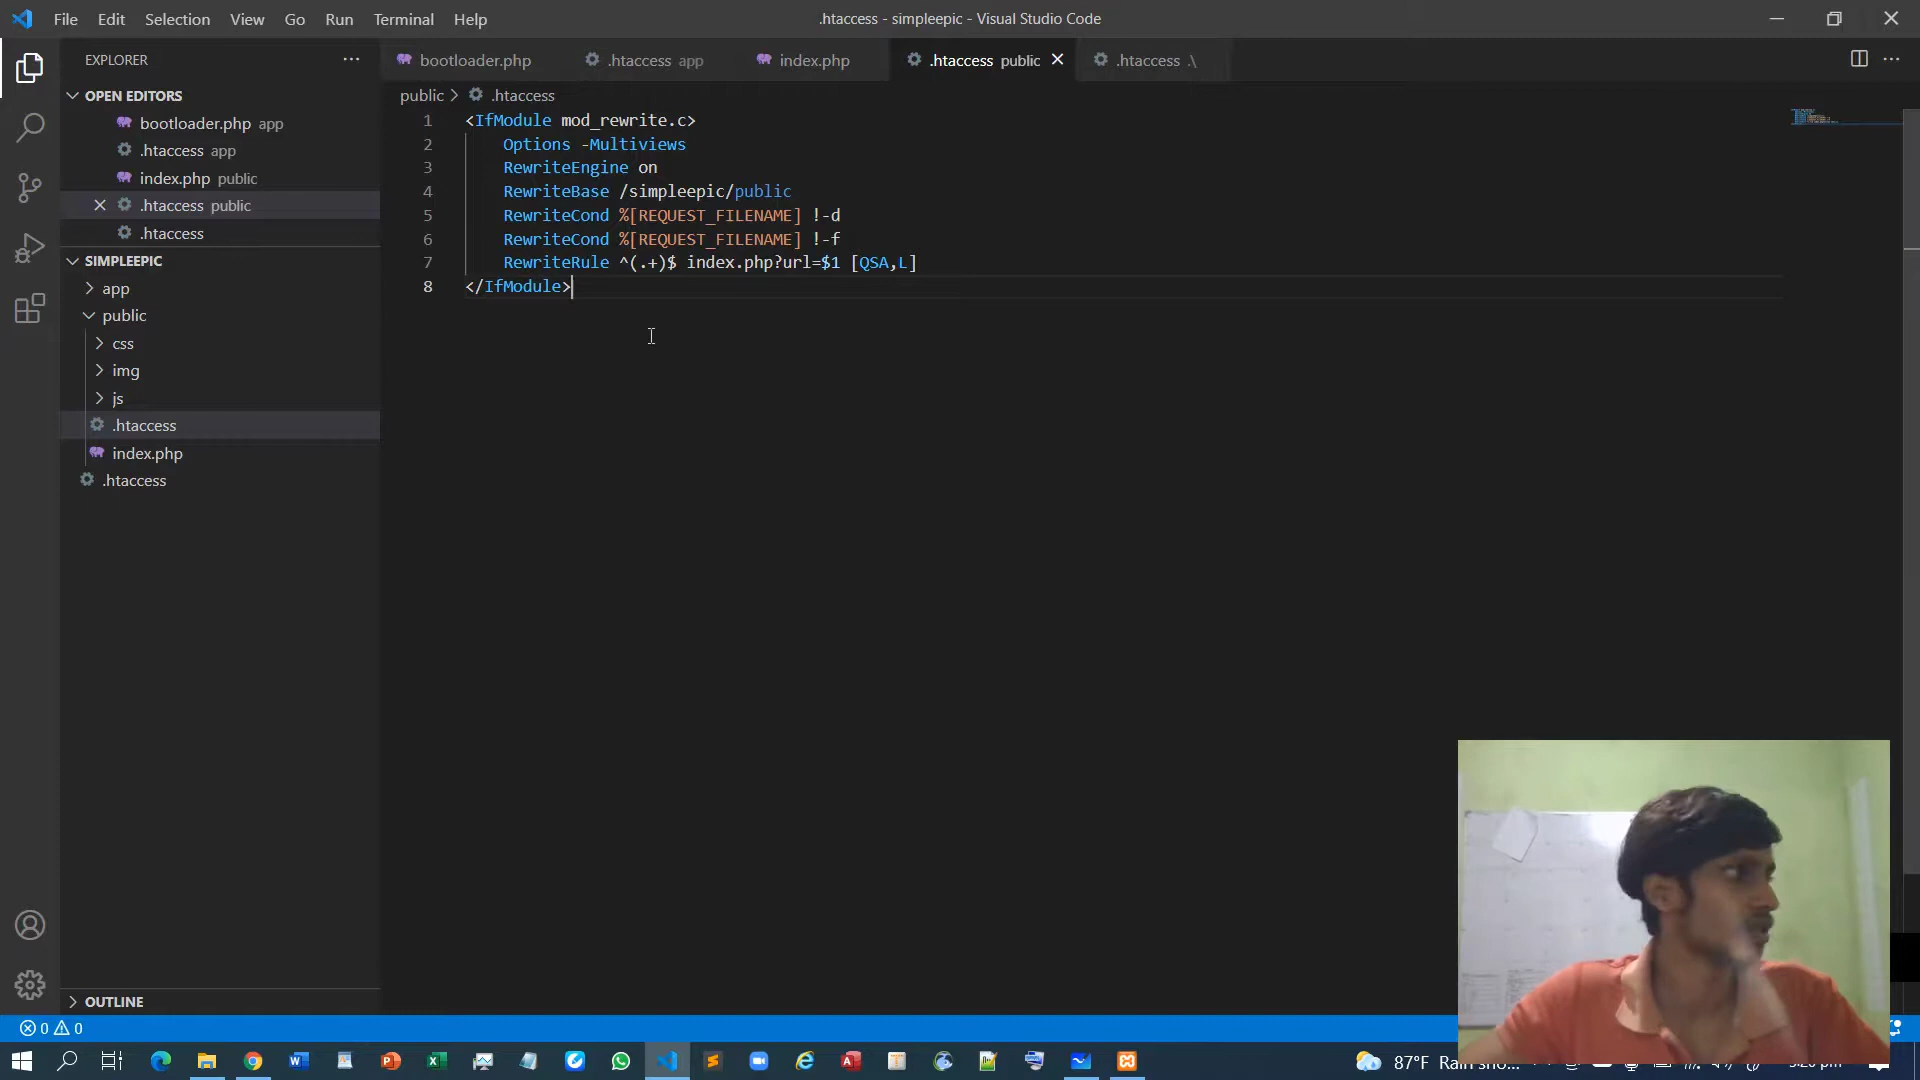 File Edit Selection View Go Run Terminal Help
.htaccess - simpleepic - Visual Studio Code
EXPLORER
bootloader.php
.htaccess app
index.php
.htaccess public
.htaccess .\
OPEN EDITORS
bootloader.php app
.htaccess app
index.php public
.htaccess public
.htaccess
SIMPLEEPIC
app
public
css
img
js
.htaccess
index.php
.htaccess
OUTLINE
public > .htaccess
1 <IfModule mod_rewrite.c>
2 Options -Multiviews
3 RewriteEngine on
4 RewriteBase /simpleepic/public
5 RewriteCond %[REQUEST_FILENAME] !-d
6 RewriteCond %[REQUEST_FILENAME] !-f
7 RewriteRule ^(.+)$ index.php?url=$1 [QSA,L]
8 </IfModule>
0 0
87°F Rain sho...